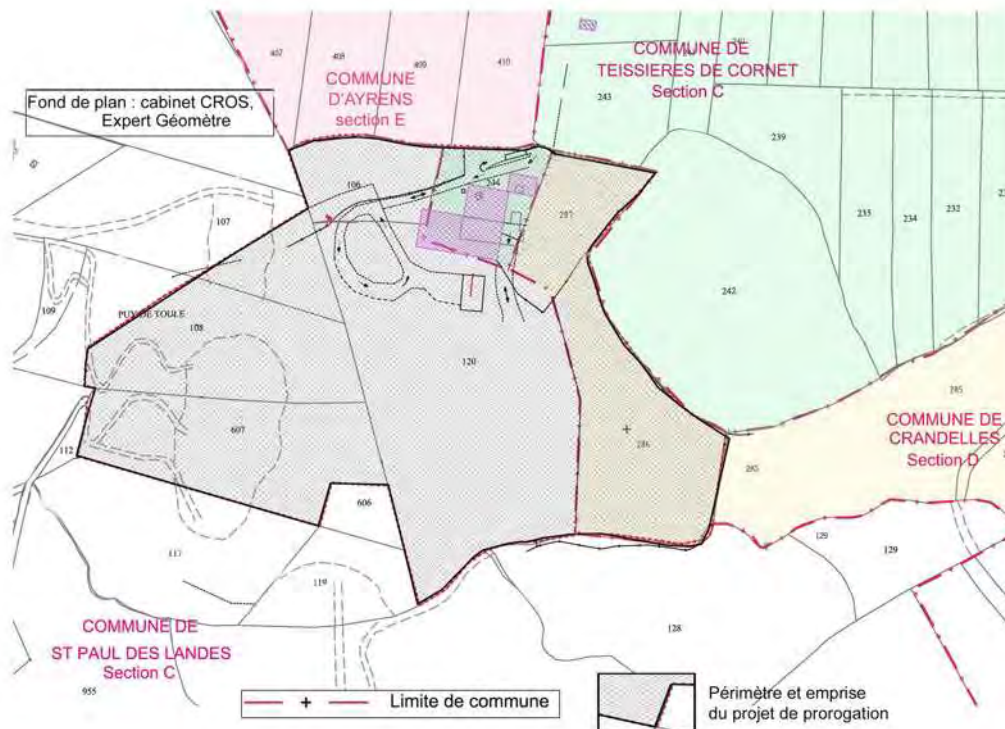 407
408
409
410
COMMUNE
D'AYRENS
section E
COMMUNE DE
TEISSIERES DE CORNET
Section C
243
239
Fond de plan : cabinet CROS,
Expert Géomètre
106
287
235
234
232
107
109
PUY DE TOULE
108
242
120
285
607
286
COMMUNE DE
CRANDELLES
Section D
285
112
606
117
119
129
129
COMMUNE DE
ST PAUL DES LANDES
Section C
128
955
Limite de commune
Périmètre et emprise
du projet de prorogation